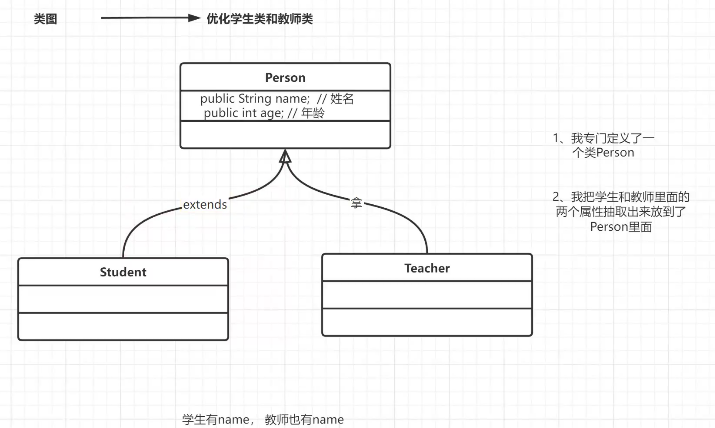 类图
优化学生类和教师类
Person
public String name; // 姓名
public int age; // 年龄
1、我专门定义了一
个类Person
2、我把学生和教师里面的
两个属性抽取出来放到了
Person里面
extends
拿
Student
Teacher
学生有name， 教师也有name